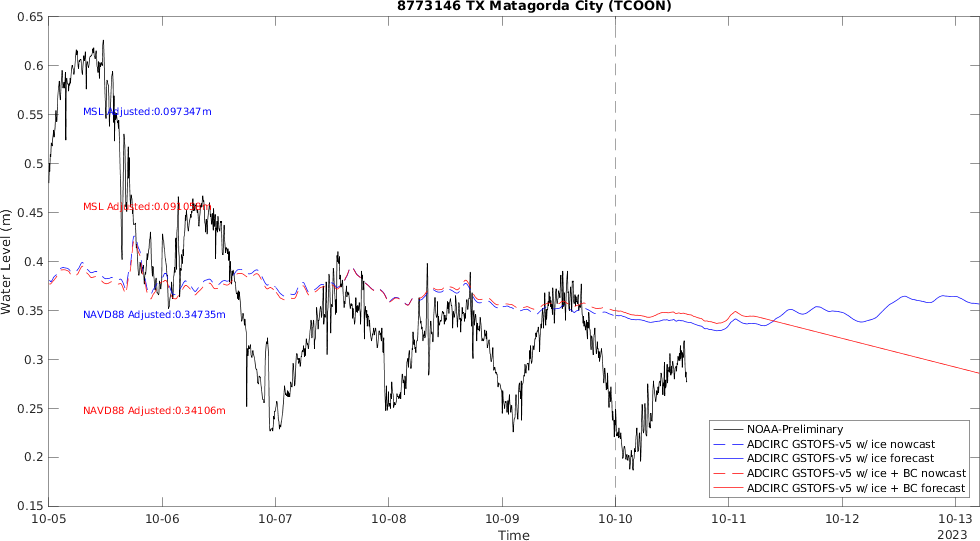 8773146 TX Matagorda City (TCOON)
Water Level (m)
0.65
0.6
0.55
0.5
0.45
0.4
0.35
0.3
0.25
0.2
0.15
MSL Adjusted:0.097347m
MSL Adjusted:
NAVD88 Adjusted:0.34735m
NAVD88 Adjusted:0.34106m
NOAA-Preliminary
ADCIRC GSTOFS-v5 w/ ice nowcast
ADCIRC GSTOFS-v5 w/ ice forecast
ADCIRC GSTOFS-v5 w/ ice + BC nowcast
ADCIRC GSTOFS-v5 w/ ice + BC forecast
10-05 10-06 10-07 10-08 10-09 10-10 10-11 10-12 10-13
Time
2023